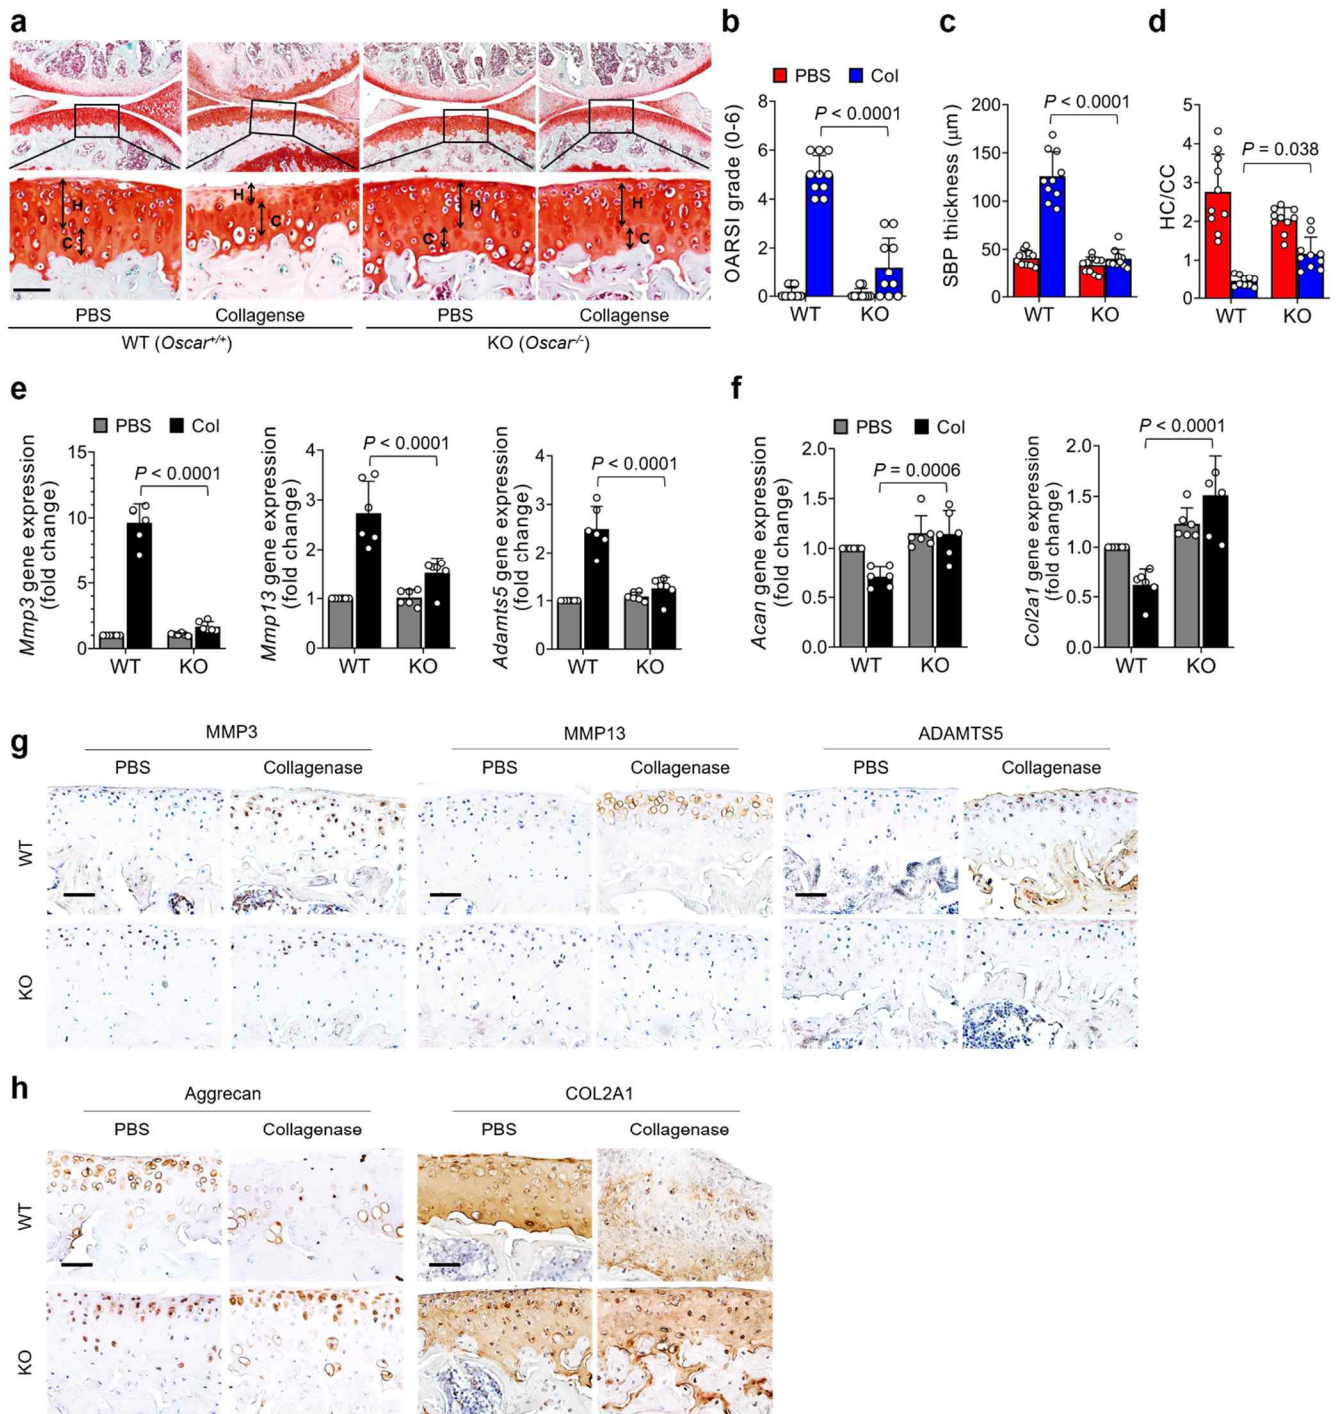 a
H
C
H
C
H
C
H
C
PBS
Collagense
PBS
Collagense
WT (Oscar+/+)
KO (Oscar-/-)
b
PBS
Col
OARSI grade (0-6)
8
6
4
2
0
P < 0.0001
WT
KO
c
SBP thickness (μm)
200
150
100
50
0
P < 0.0001
WT
KO
d
HC/CC
5
4
3
2
1
0
P = 0.038
WT
KO
e
PBS
Col
Mmp3 gene expression
(fold change)
15
10
5
2
1
0
P < 0.0001
WT
KO
Mmp13 gene expression
(fold change)
4
3
2
1
0
P < 0.0001
WT
KO
Adamts5 gene expression
(fold change)
4
3
2
1
0
P < 0.0001
WT
KO
f
PBS
Col
Acan gene expression
(fold change)
2.0
1.5
1.0
0.5
0.0
P = 0.0006
WT
KO
Col2a1 gene expression
(fold change)
2.0
1.5
1.0
0.5
0.0
P < 0.0001
WT
KO
g
MMP3
MMP13
ADAMTS5
PBS
Collagenase
PBS
Collagenase
PBS
Collagenase
WT
KO
h
Aggrecan
COL2A1
PBS
Collagenase
PBS
Collagenase
WT
KO